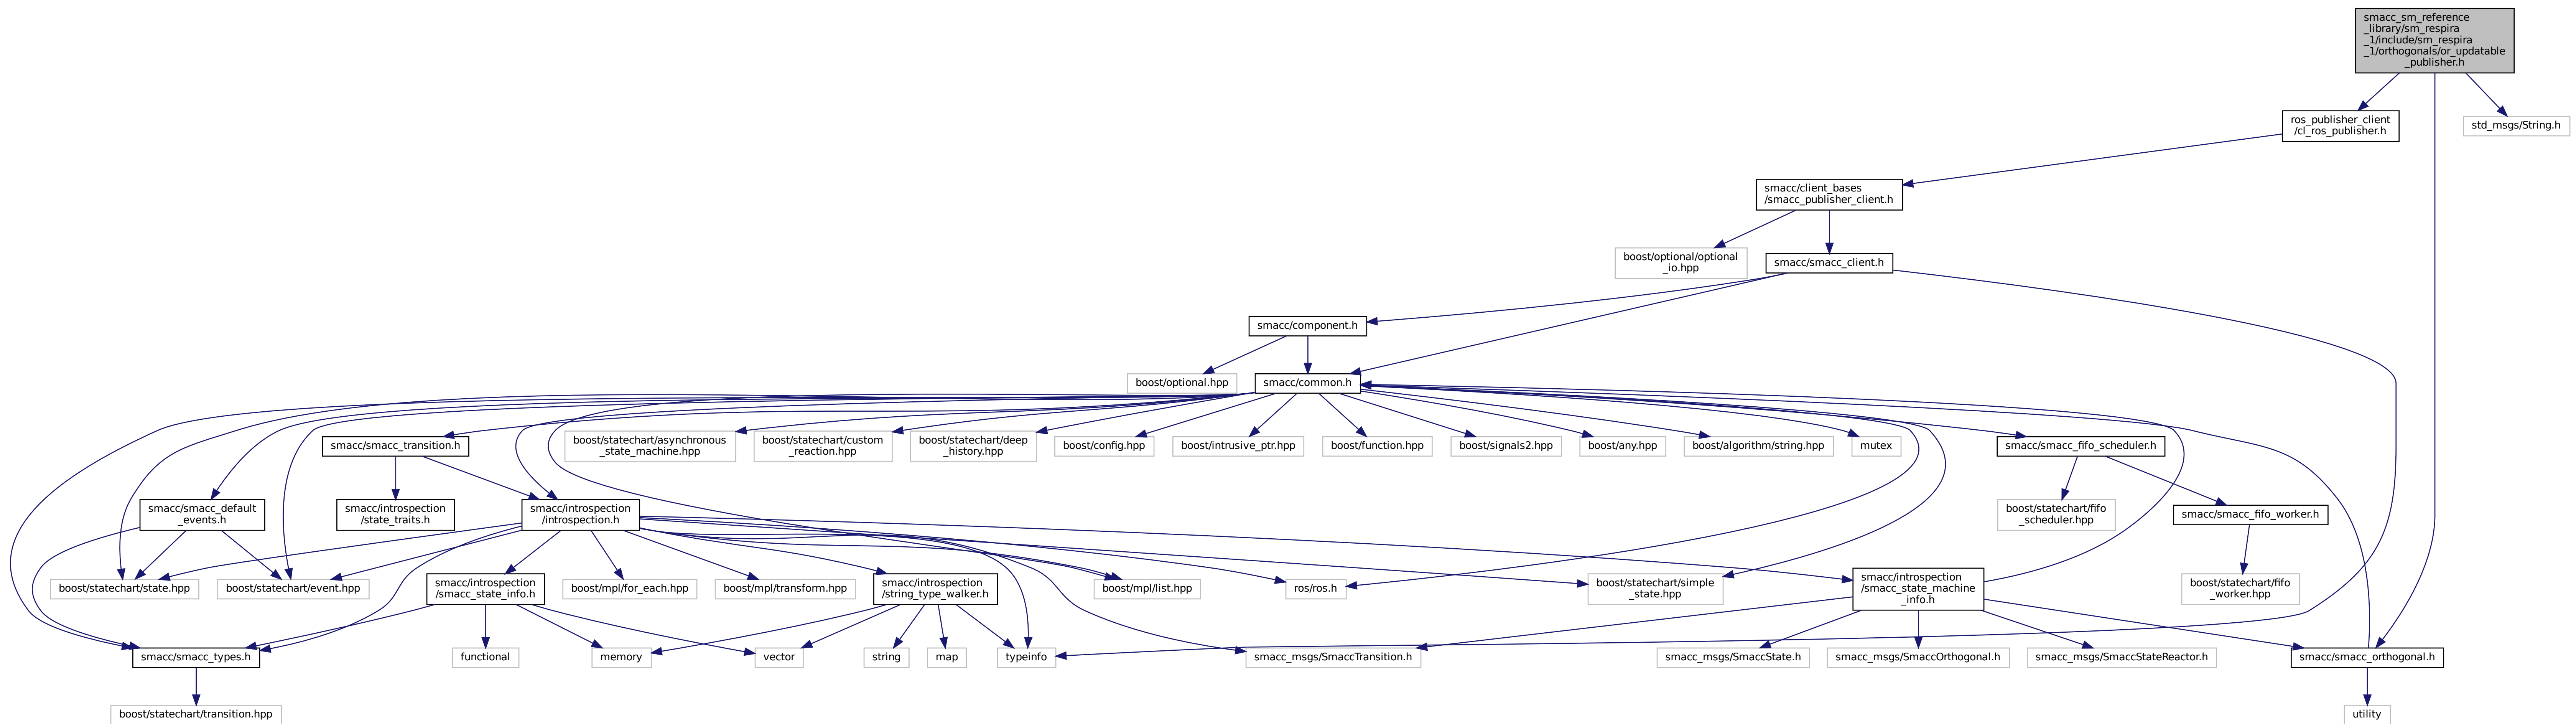 smacc_sm_reference
_library/sm_respira
_1/include/sm_respira
_1/orthogonals/or_updatable
_publisher.h
ros_publisher_client
/cl_ros_publisher.h
std_msgs/String.h
smacc/client_bases
/smacc_publisher_client.h
boost/optional/optional
_io.hpp
smacc/smacc_client.h
smacc/component.h
boost/optional.hpp
smacc/common.h
smacc/smacc_transition.h
boost/statechart/asynchronous
_state_machine.hpp
boost/statechart/custom
_reaction.hpp
boost/statechart/deep
_history.hpp
boost/config.hpp
boost/intrusive_ptr.hpp
boost/function.hpp
boost/signals2.hpp
boost/any.hpp
boost/algorithm/string.hpp
mutex
smacc/smacc_fifo_scheduler.h
smacc/smacc_default
_events.h
smacc/introspection
/state_traits.h
smacc/introspection
/introspection.h
boost/statechart/fifo
_scheduler.hpp
smacc/smacc_fifo_worker.h
boost/statechart/state.hpp
boost/statechart/event.hpp
smacc/introspection
/smacc_state_info.h
boost/mpl/for_each.hpp
boost/mpl/transform.hpp
smacc/introspection
/string_type_walker.h
boost/mpl/list.hpp
ros/ros.h
boost/statechart/simple
_state.hpp
smacc/introspection
/smacc_state_machine
_info.h
boost/statechart/fifo
_worker.hpp
smacc/smacc_types.h
functional
memory
vector
string
map
typeinfo
smacc_msgs/SmaccTransition.h
smacc_msgs/SmaccState.h
smacc_msgs/SmaccOrthogonal.h
smacc_msgs/SmaccStateReactor.h
smacc/smacc_orthogonal.h
boost/statechart/transition.hpp
utility